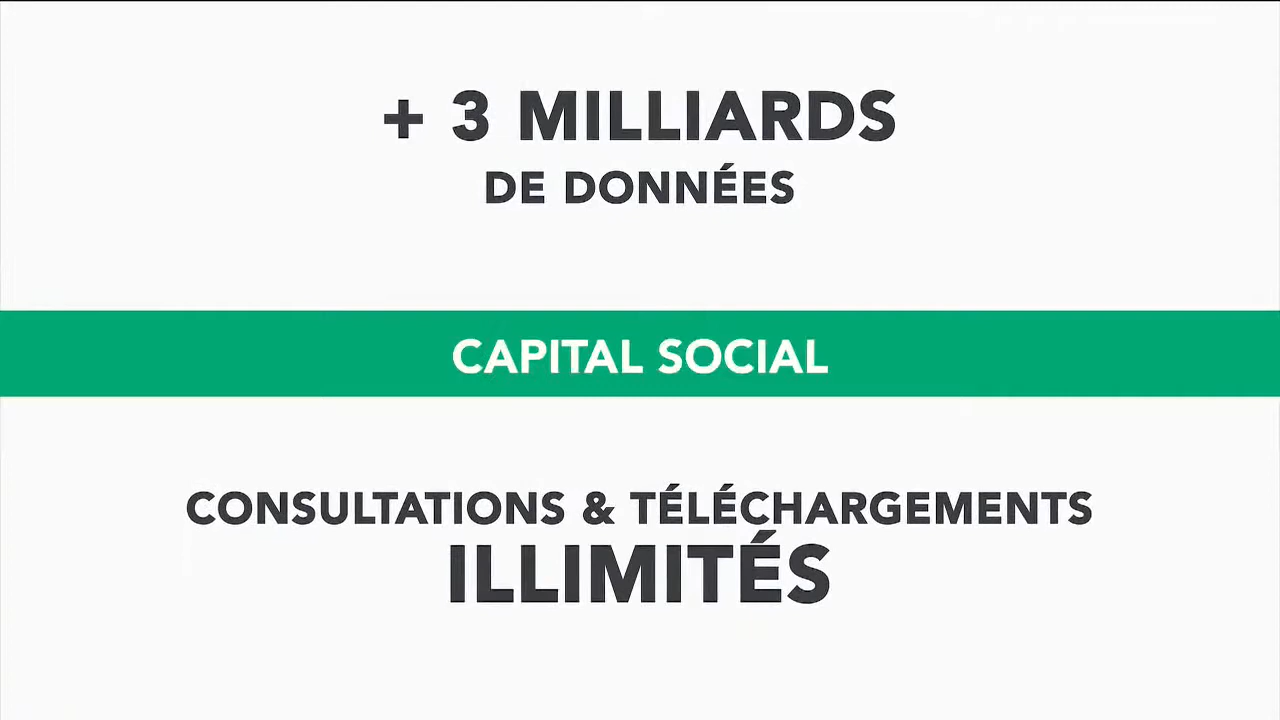 + 3 MILLIARDS
DE DONNÉES
CAPITAL SOCIAL
CONSULTATIONS & TÉLÉCHARGEMENTS
ILLIMITÉS